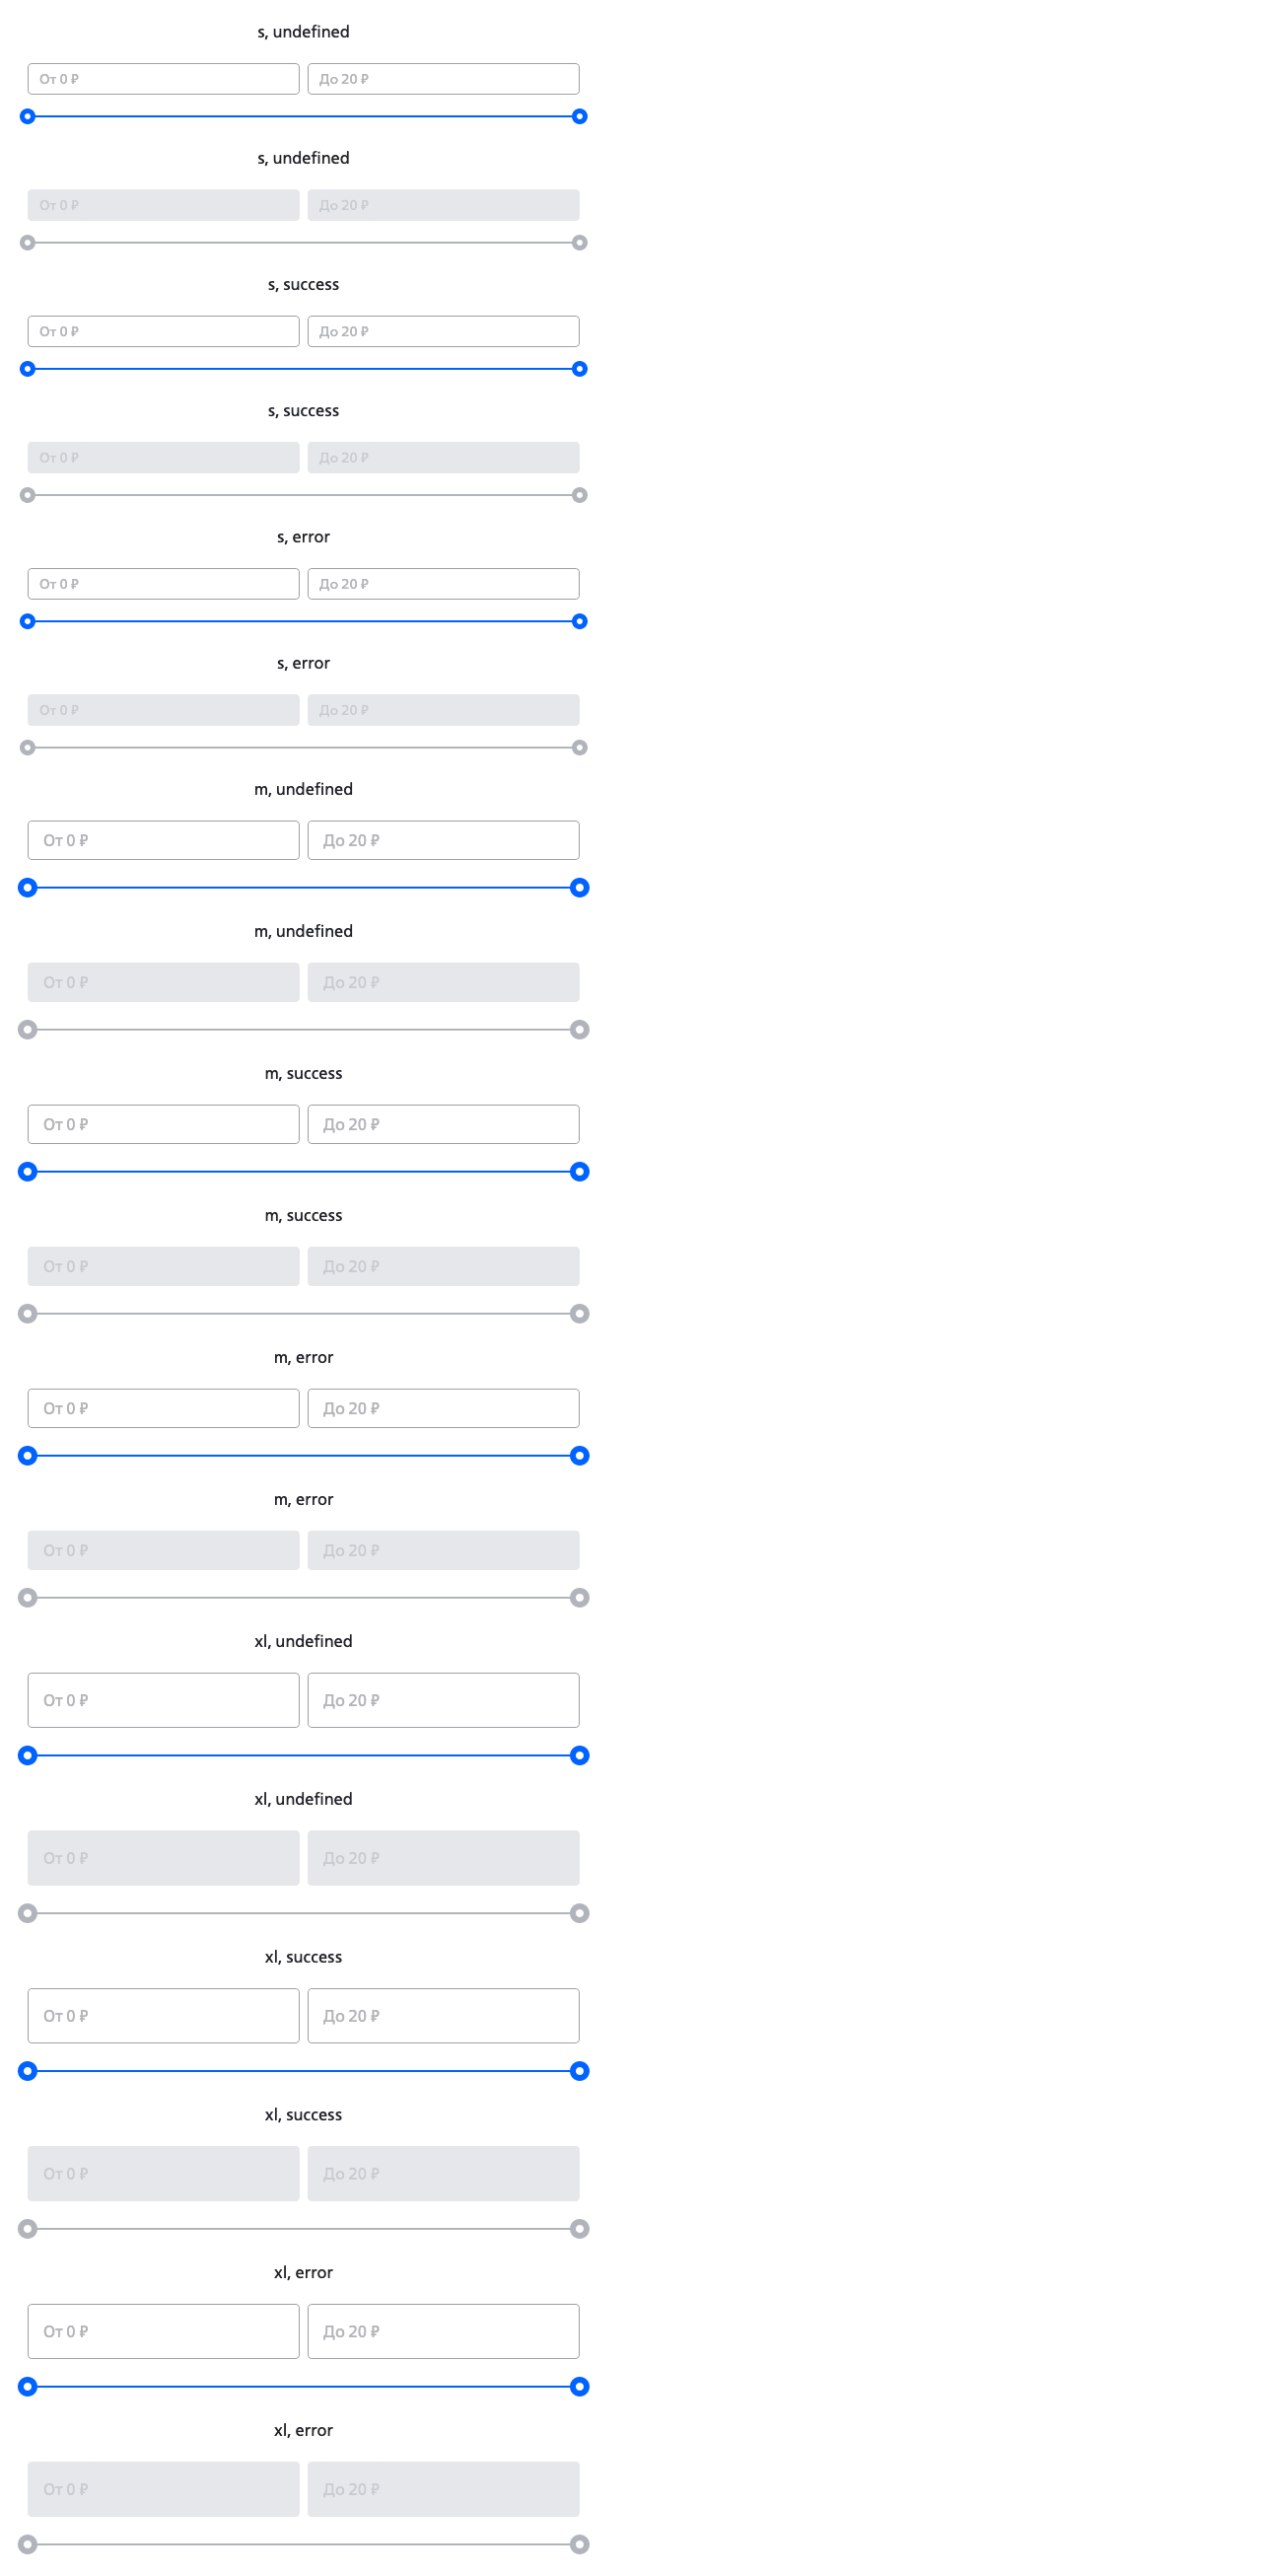 s, undefined
От 0 ₽ До 20 ₽
s, undefined
От 0 ₽ До 20 ₽
s, success
От 0 ₽ До 20 ₽
s, success
От 0 ₽ До 20 ₽
s, error
От 0 ₽ До 20 ₽
s, error
От 0 ₽ До 20 ₽
m, undefined
От 0 ₽ До 20 ₽
m, undefined
От 0 ₽ До 20 ₽
m, success
От 0 ₽ До 20 ₽
m, success
От 0 ₽ До 20 ₽
m, error
От 0 ₽ До 20 ₽
m, error
От 0 ₽ До 20 ₽
xl, undefined
От 0 ₽ До 20 ₽
xl, undefined
От 0 ₽ До 20 ₽
xl, success
От 0 ₽ До 20 ₽
xl, success
От 0 ₽ До 20 ₽
xl, error
От 0 ₽ До 20 ₽
xl, error
От 0 ₽ До 20 ₽